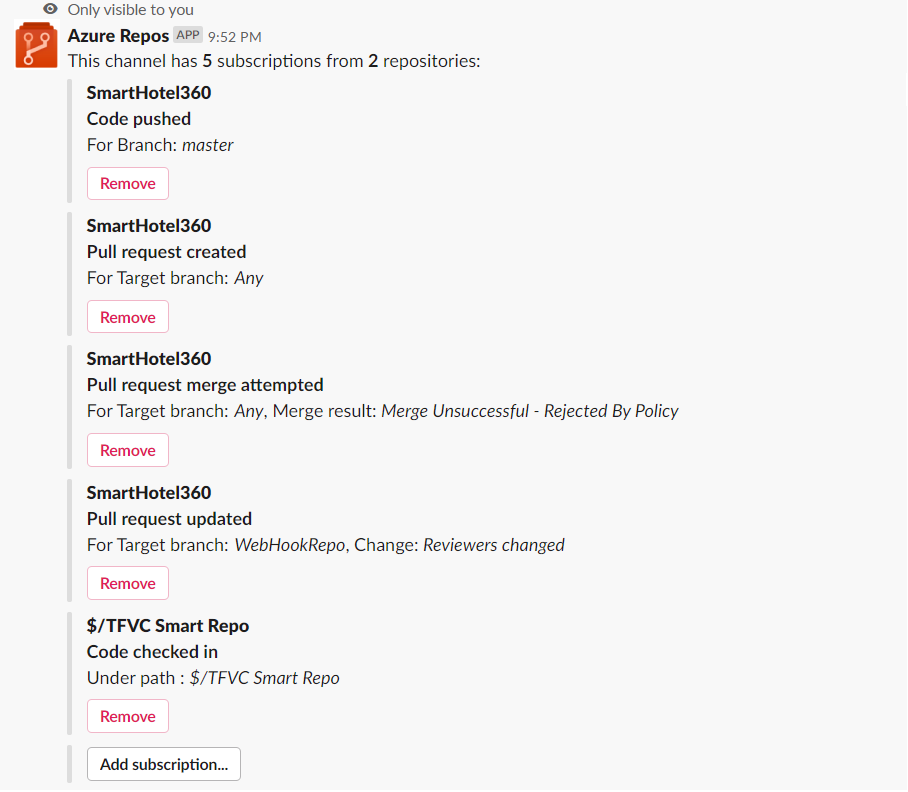 Only visible to you
Azure Repos APP 9:52 PM
This channel has 5 subscriptions from 2 repositories:
SmartHotel360
Code pushed
For Branch: master
Remove
SmartHotel360
Pull request created
For Target branch: Any
Remove
SmartHotel360
Pull request merge attempted
For Target branch: Any, Merge result: Merge Unsuccessful - Rejected By Policy
Remove
SmartHotel360
Pull request updated
For Target branch: WebHookRepo, Change: Reviewers changed
Remove
$/TFVC Smart Repo
Code checked in
Under path : $/TFVC Smart Repo
Remove
Add subscription...